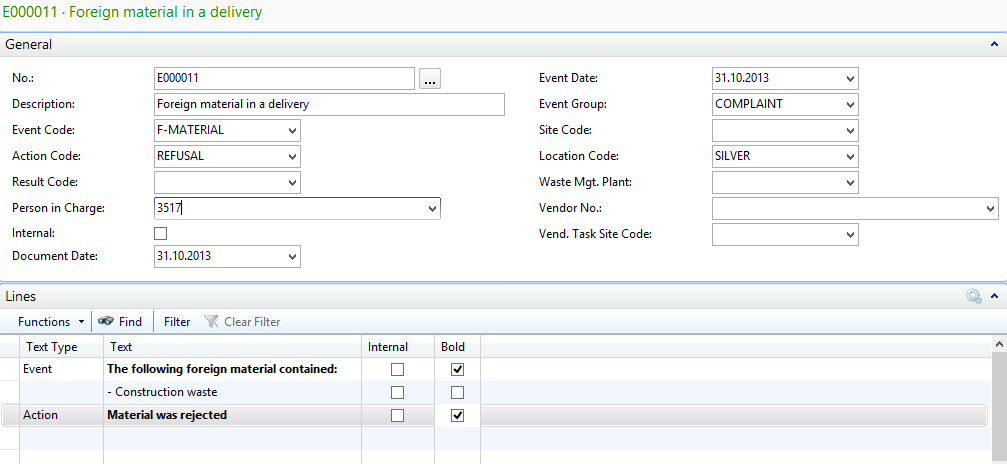 E000011 · Foreign material in a delivery
General
No.: E000011 ...
Description: Foreign material in a delivery
Event Code: F-MATERIAL
Action Code: REFUSAL
Result Code:
Person in Charge: 3517
Internal:
Document Date: 31.10.2013
Event Date: 31.10.2013
Event Group: COMPLAINT
Site Code:
Location Code: SILVER
Waste Mgt. Plant:
Vendor No.:
Vend. Task Site Code:
Lines
Functions Find Filter Clear Filter
Text Type Text Internal Bold
Event The following foreign material contained:
- Construction waste
Action Material was rejected